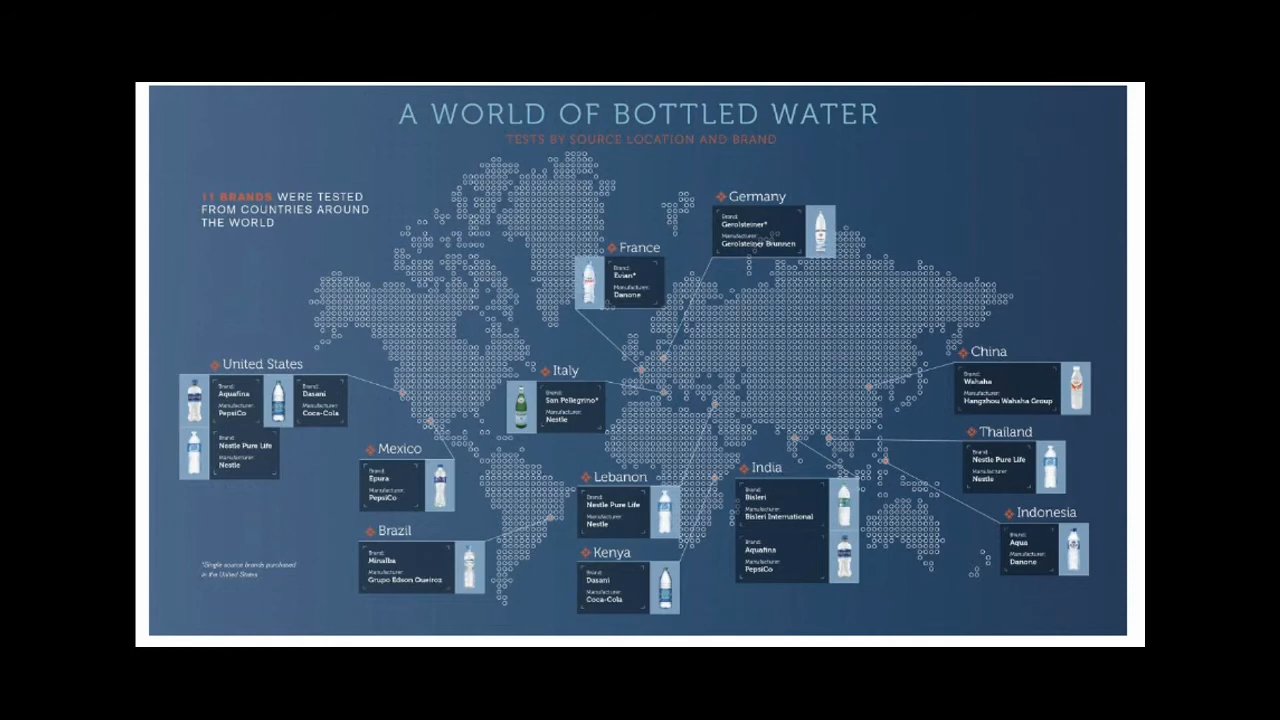 A WORLD OF BOTTLED WATER
TESTS BY SOURCE LOCATION AND BRAND
11 BRANDS WERE TESTED
FROM COUNTRIES AROUND
THE WORLD
Germany
Brand:
Gerolsteiner*
Manufacturer:
Gerolsteiner Brunnen
France
Brand:
Evian*
Manufacturer:
Danone
United States
Brand:
Aquafina
Manufacturer:
PepsiCo
Brand:
Dasani
Manufacturer:
Coca-Cola
Brand:
Nestle Pure Life
Manufacturer:
Nestle
Italy
Brand:
San Pellegrino*
Manufacturer:
Nestle
China
Brand:
Wahaha
Manufacturer:
Hangzhou Wahaha Group
Mexico
Brand:
Epura
Manufacturer:
PepsiCo
Thailand
Brand:
Nestle Pure Life
Manufacturer:
Nestle
Lebanon
Brand:
Nestle Pure Life
Manufacturer:
Nestle
India
Brand:
Bisleri
Manufacturer:
Bisleri International
Brand:
Aquafina
Manufacturer:
PepsiCo
Indonesia
Brand:
Aqua
Manufacturer:
Danone
Brazil
Brand:
Minalba
Manufacturer:
Grupo Edson Queiroz
Kenya
Brand:
Dasani
Manufacturer:
Coca-Cola
*Single source brands purchased
in the United States